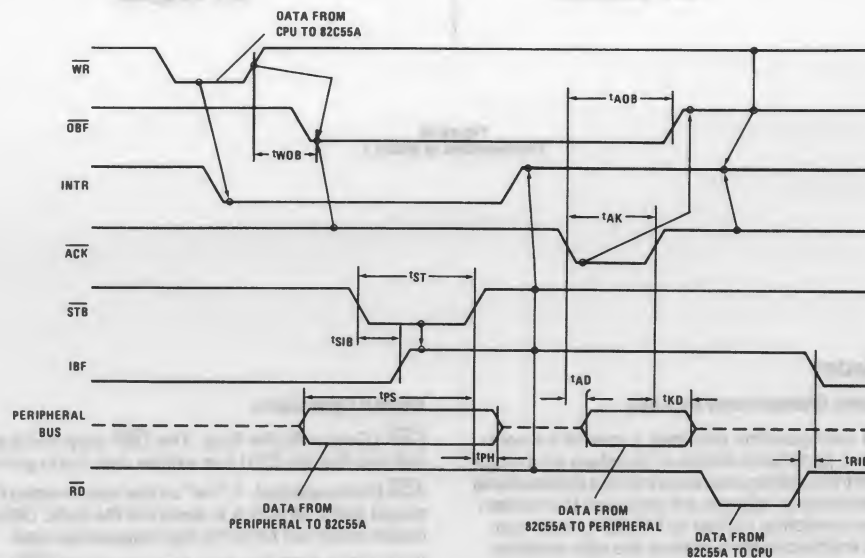 DATA FROM
CPU TO 82C55A
WR
tAOB
OBF
tWOB
INTR
tAK
ACK
tST
STB
tSIB
IBF
tAD
tPS
tKD
PERIPHERAL
BUS
tPH
tRIB
RD
DATA FROM
PERIPHERAL TO 82C55A
DATA FROM
82C55A TO PERIPHERAL
DATA FROM
82C55A TO CPU